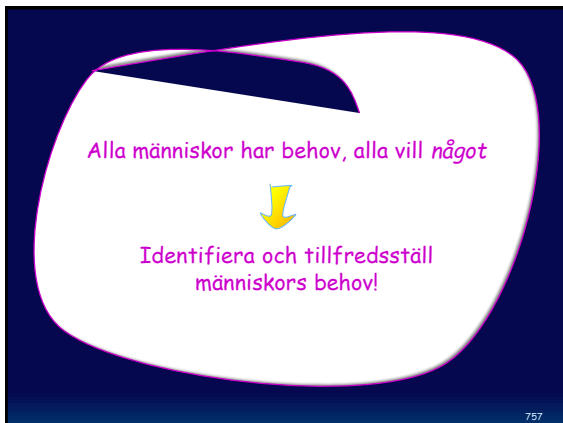 Alla människor har behov, alla vill något
Identifiera och tillfredsställ
människors behov!
757